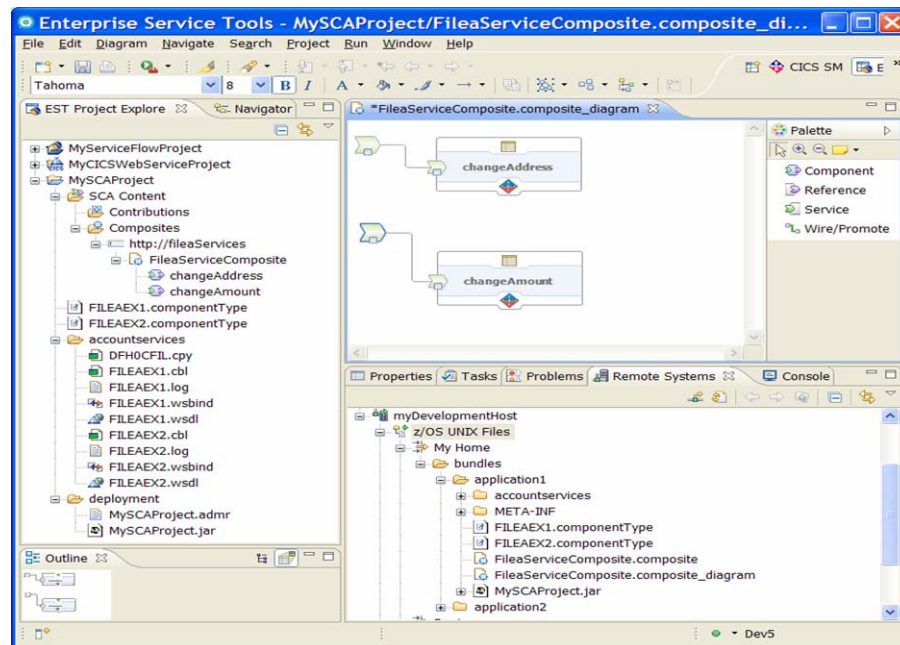 Enterprise Service Tools - MySCAProject/FileaServiceComposite.composite_di...
File Edit Diagram Navigate Search Project Run Window Help
CICS SM E »
Tahoma 8 B I A
EST Project Explore Navigator
MyServiceFlowProject
MyCICSWebServiceProject
MySCAProject
SCA Content
Contributions
Composites
http://fileaServices
FileaServiceComposite
changeAddress
changeAmount
FILEAEX1.componentType
FILEAEX2.componentType
accountservices
DFH0CFIL.cpy
FILEAEX1.cbl
FILEAEX1.log
FILEAEX1.wsbind
FILEAEX1.wsdl
FILEAEX2.cbl
FILEAEX2.log
FILEAEX2.wsbind
FILEAEX2.wsdl
deployment
MySCAProject.admr
MySCAProject.jar
Outline
*FileaServiceComposite.composite_diagram
changeAddress
changeAmount
Palette
Component
Reference
Service
Wire/Promote
Properties Tasks Problems Remote Systems Console
myDevelopmentHost
z/OS UNIX Files
My Home
bundles
application1
accountservices
META-INF
FILEAEX1.componentType
FILEAEX2.componentType
FileaServiceComposite.composite
FileaServiceComposite.composite_diagram
MySCAProject.jar
application2
Dev5